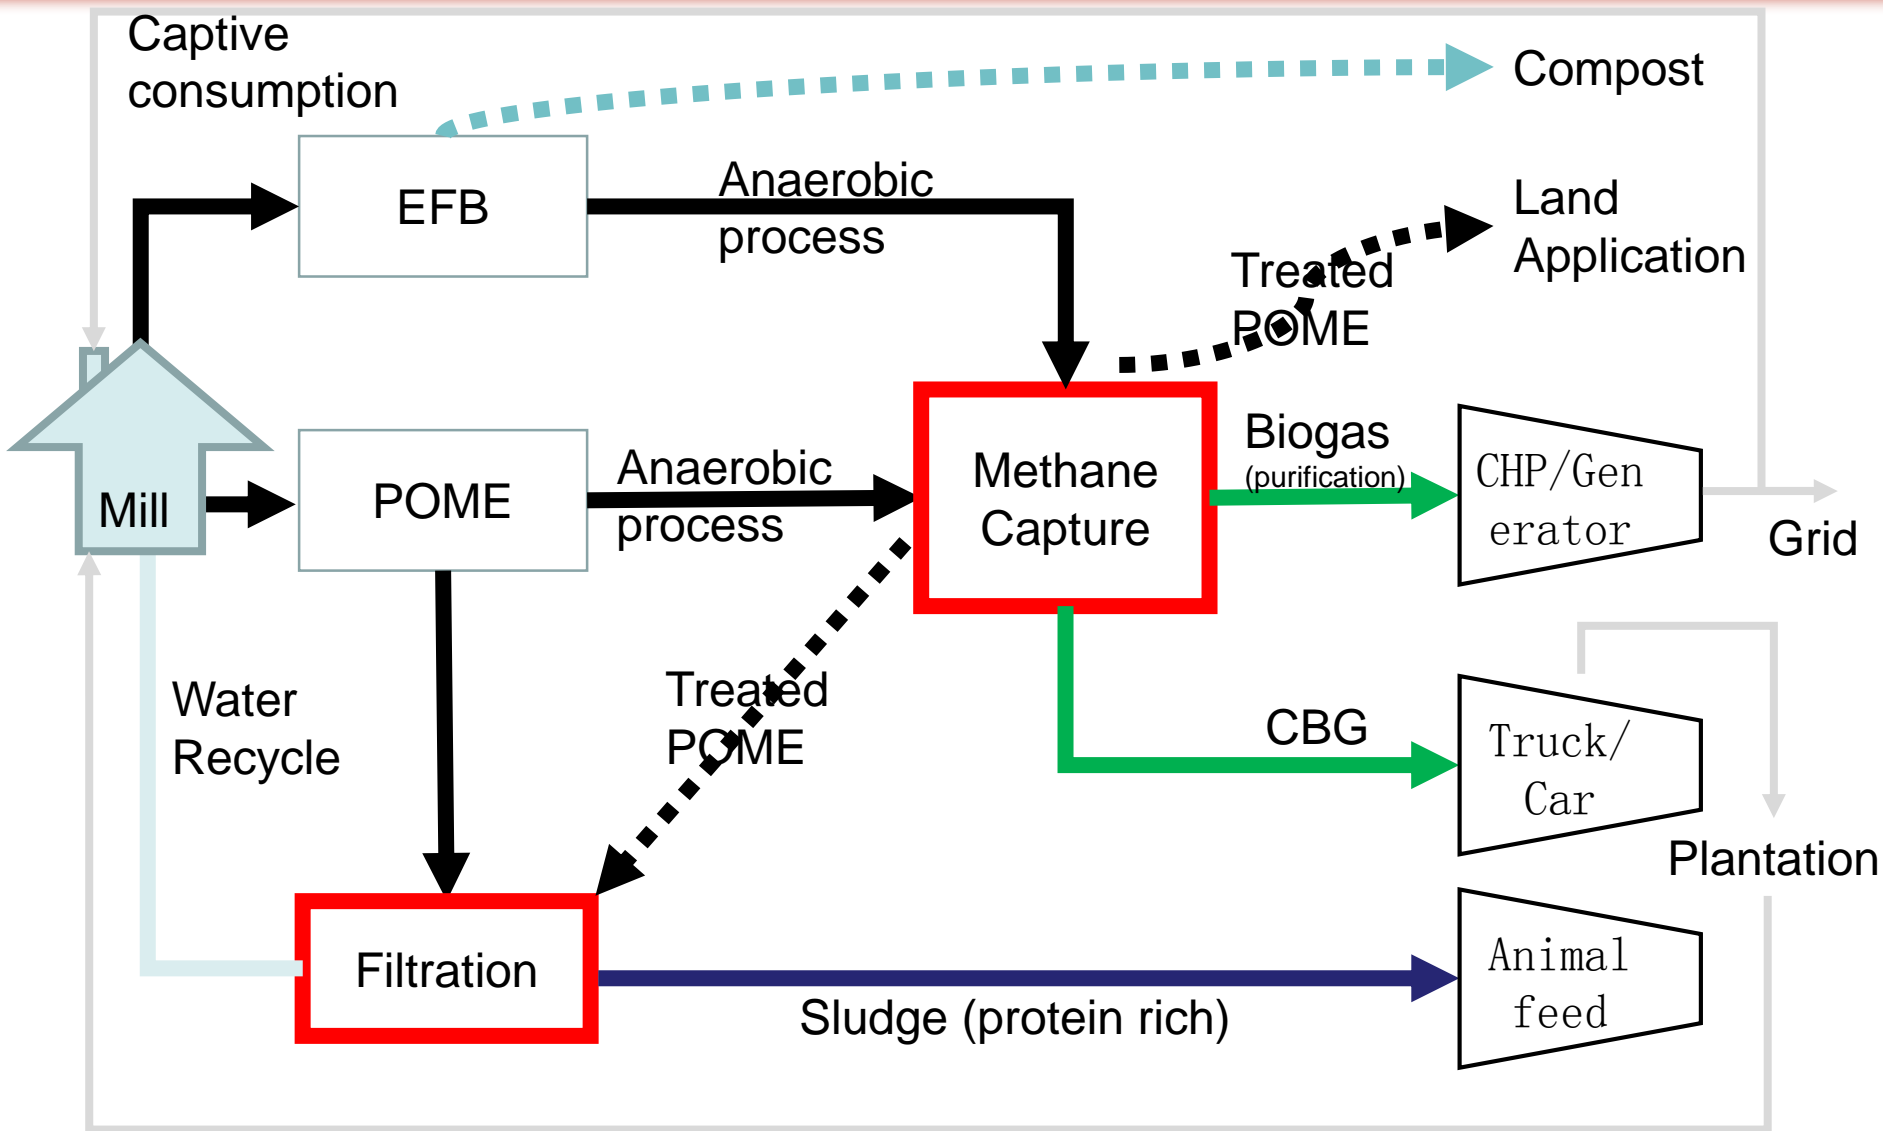 Captive
consumption
Compost
EFB
Anaerobic
process
Land
Application
Treated
POME
Mill
POME
Anaerobic
process
Methane
Capture
Biogas
(purification)
CHP/Gen
erator
Grid
Water
Recycle
Treated
POME
CBG
Truck/
Car
Plantation
Filtration
Sludge (protein rich)
Animal
feed